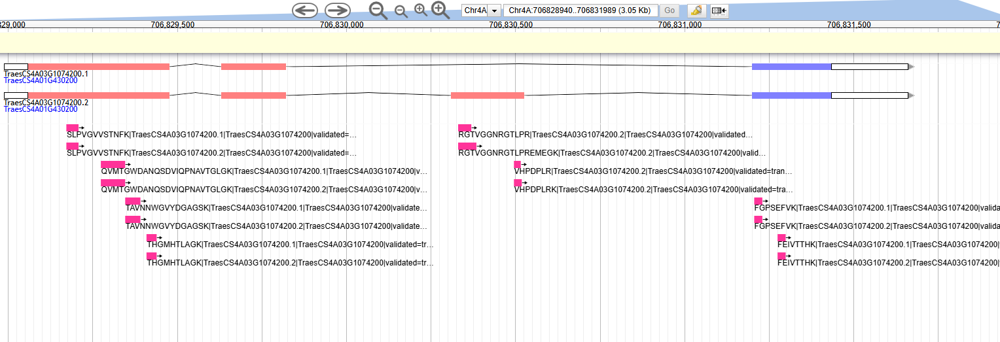 Chr4A
Chr4A:706828940..706831989 (3.05 Kb)
Go
329,000 706,829,500 706,830,000 706,830,500 706,831,000 706,831,500 7
TraesCS4A03G1074200.1
TraesCS4A01G430200
TraesCS4A03G1074200.2
TraesCS4A01G430200
SLPVGVVSTNFK|TraesCS4A03G1074200.1|TraesCS4A03G1074200|validated=...
RGTVGGNRGTLPR|TraesCS4A03G1074200.2|TraesCS4A03G1074200|validated...
SLPVGVVSTNFK|TraesCS4A03G1074200.2|TraesCS4A03G1074200|validated=...
RGTVGGNRGTLPREMEGK|TraesCS4A03G1074200.2|TraesCS4A03G1074200|valid...
QVMTGWDANQSDVIQPNAVTGLGK|TraesCS4A03G1074200.1|TraesCS4A03G1074200|v...
VHPDPLR|TraesCS4A03G1074200.2|TraesCS4A03G1074200|validated=tran...
QVMTGWDANQSDVIQPNAVTGLGK|TraesCS4A03G1074200.2|TraesCS4A03G1074200|v...
VHPDPLRK|TraesCS4A03G1074200.2|TraesCS4A03G1074200|validated=tra...
TAVNNWGVYDGAGSK|TraesCS4A03G1074200.1|TraesCS4A03G1074200|validate...
FGPSEFVK|TraesCS4A03G1074200.1|TraesCS4A03G1074200|valida
TAVNNWGVYDGAGSK|TraesCS4A03G1074200.2|TraesCS4A03G1074200|validate...
FGPSEFVK|TraesCS4A03G1074200.2|TraesCS4A03G1074200|valida
THGMHTLAGK|TraesCS4A03G1074200.1|TraesCS4A03G1074200|validated=tr...
FEIVTTHK|TraesCS4A03G1074200.1|TraesCS4A03G1074200|
THGMHTLAGK|TraesCS4A03G1074200.2|TraesCS4A03G1074200|validated=tr...
FEIVTTHK|TraesCS4A03G1074200.2|TraesCS4A03G1074200|